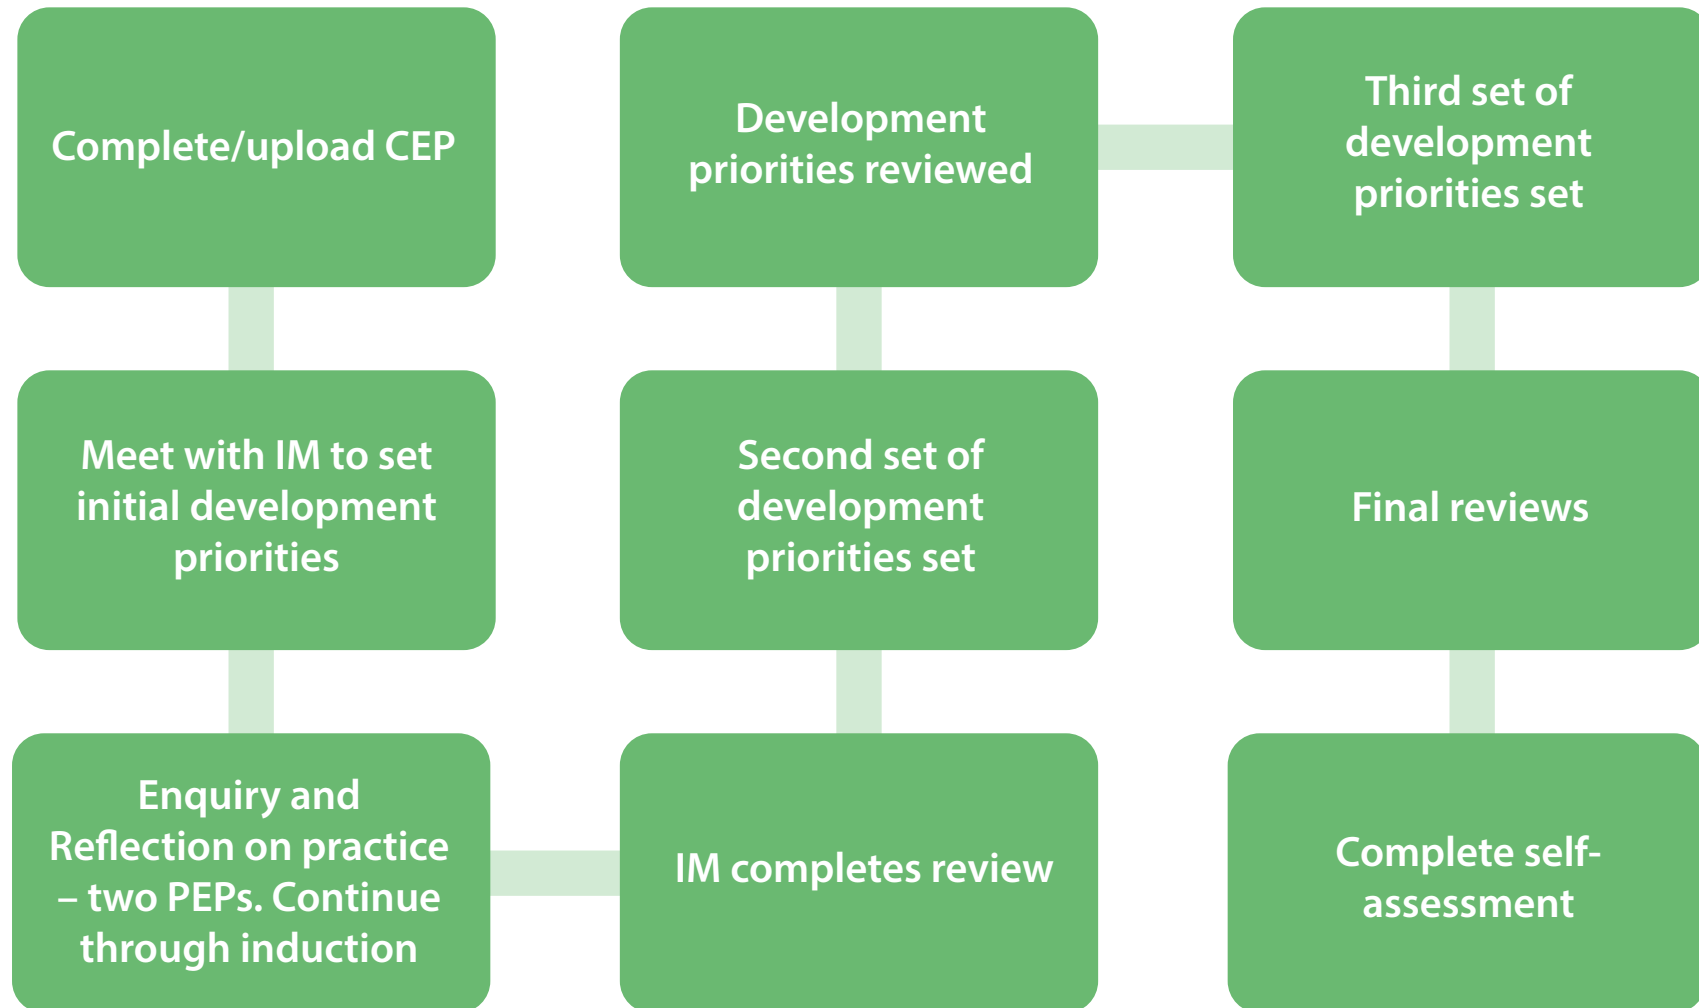 Complete/upload CEP
Meet with IM to set
initial development
priorities
Enquiry and
Reflection on practice
– two PEPs. Continue
through induction
IM completes review
Second set of
development
priorities set
Development
priorities reviewed
Third set of
development
priorities set
Final reviews
Complete self-
assessment